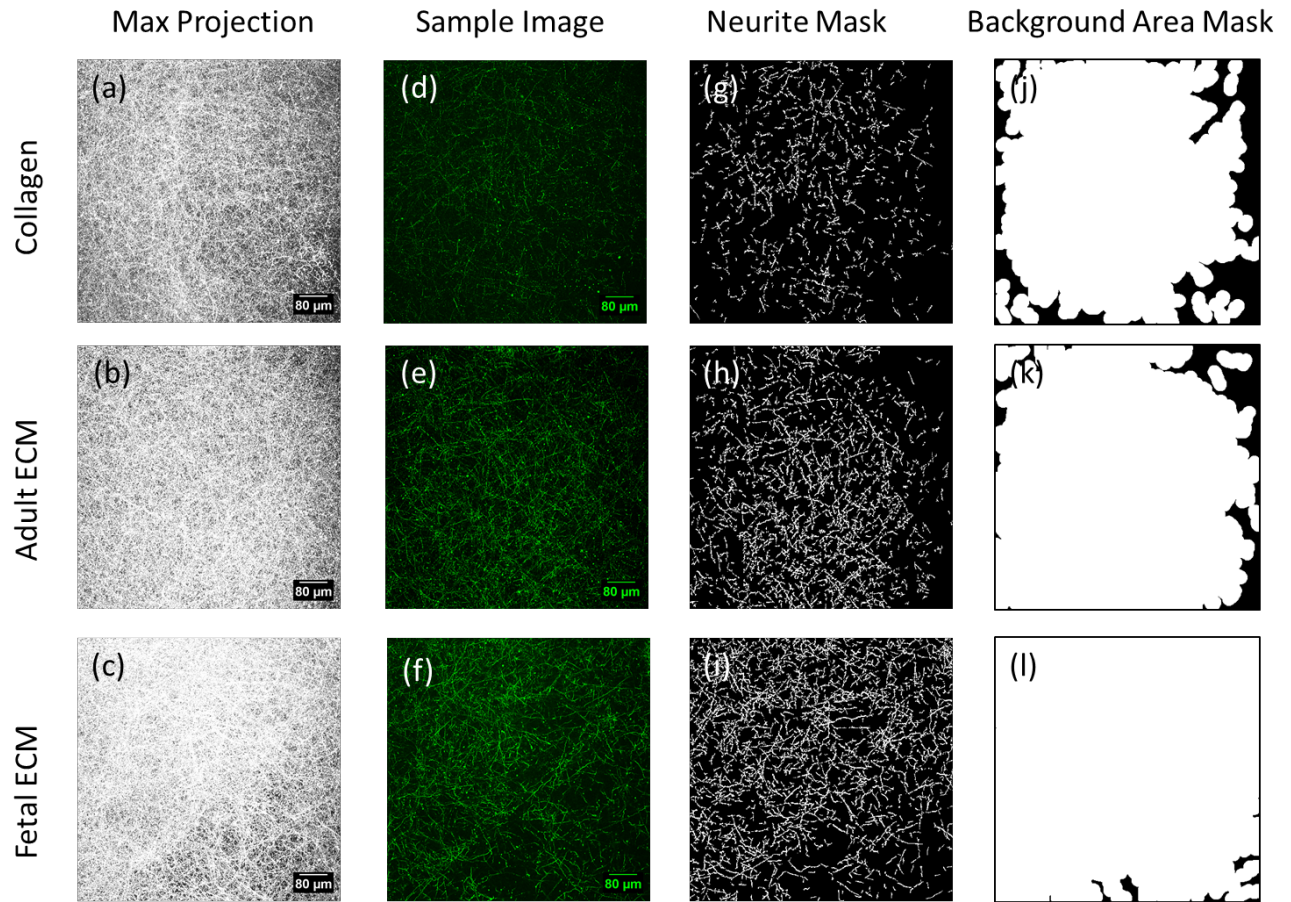 Max Projection Sample Image Neurite Mask Background Area Mask
Collagen
(a) (d) (g) (j)
80 µm 80 µm
Adult ECM
(b) (e) (h) (k)
80 µm 80 µm
Fetal ECM
(c) (f) (i) (l)
80 µm 80 µm